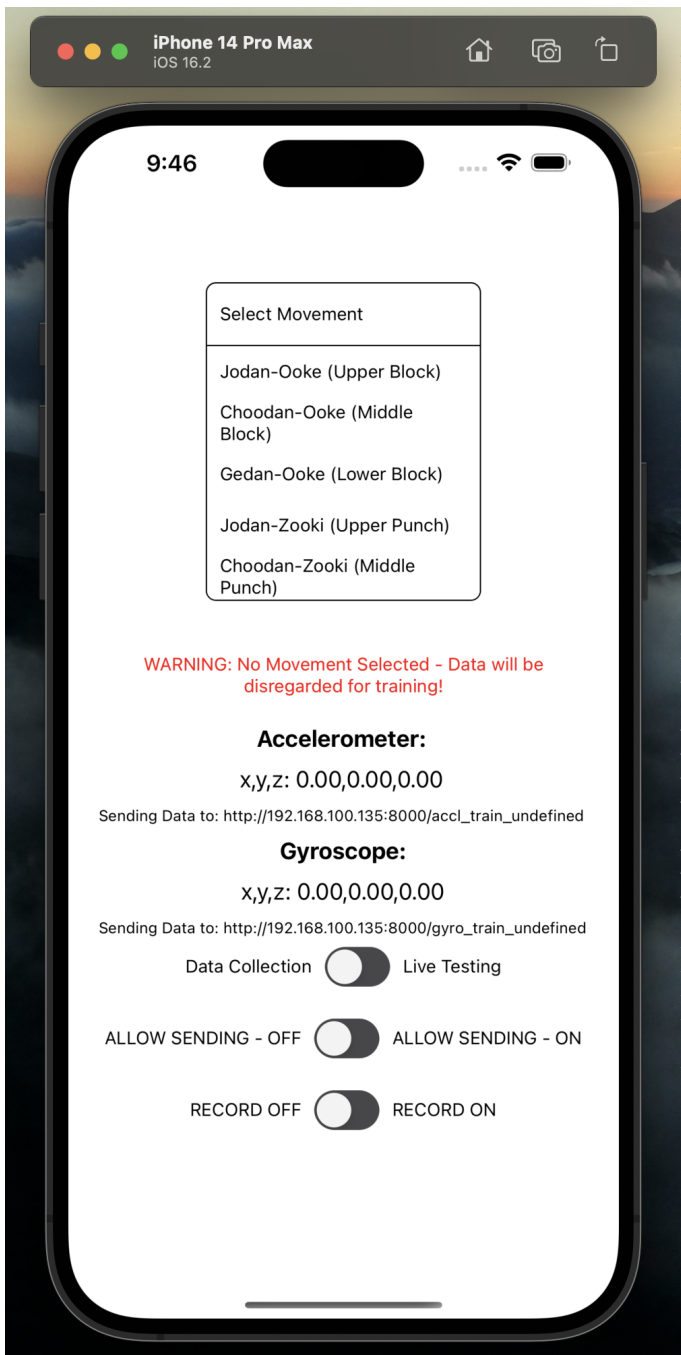 iPhone 14 Pro Max
iOS 16.2
9:46
Select Movement
Jodan-Ooke (Upper Block)
Choodan-Ooke (Middle
Block)
Gedan-Ooke (Lower Block)
Jodan-Zooki (Upper Punch)
Choodan-Zooki (Middle
Punch)
WARNING: No Movement Selected - Data will be
disregarded for training!
Accelerometer:
x,y,z: 0.00,0.00,0.00
Sending Data to: http://192.168.100.135:8000/accl_train_undefined
Gyroscope:
x,y,z: 0.00,0.00,0.00
Sending Data to: http://192.168.100.135:8000/gyro_train_undefined
Data Collection Live Testing
ALLOW SENDING - OFF ALLOW SENDING - ON
RECORD OFF RECORD ON